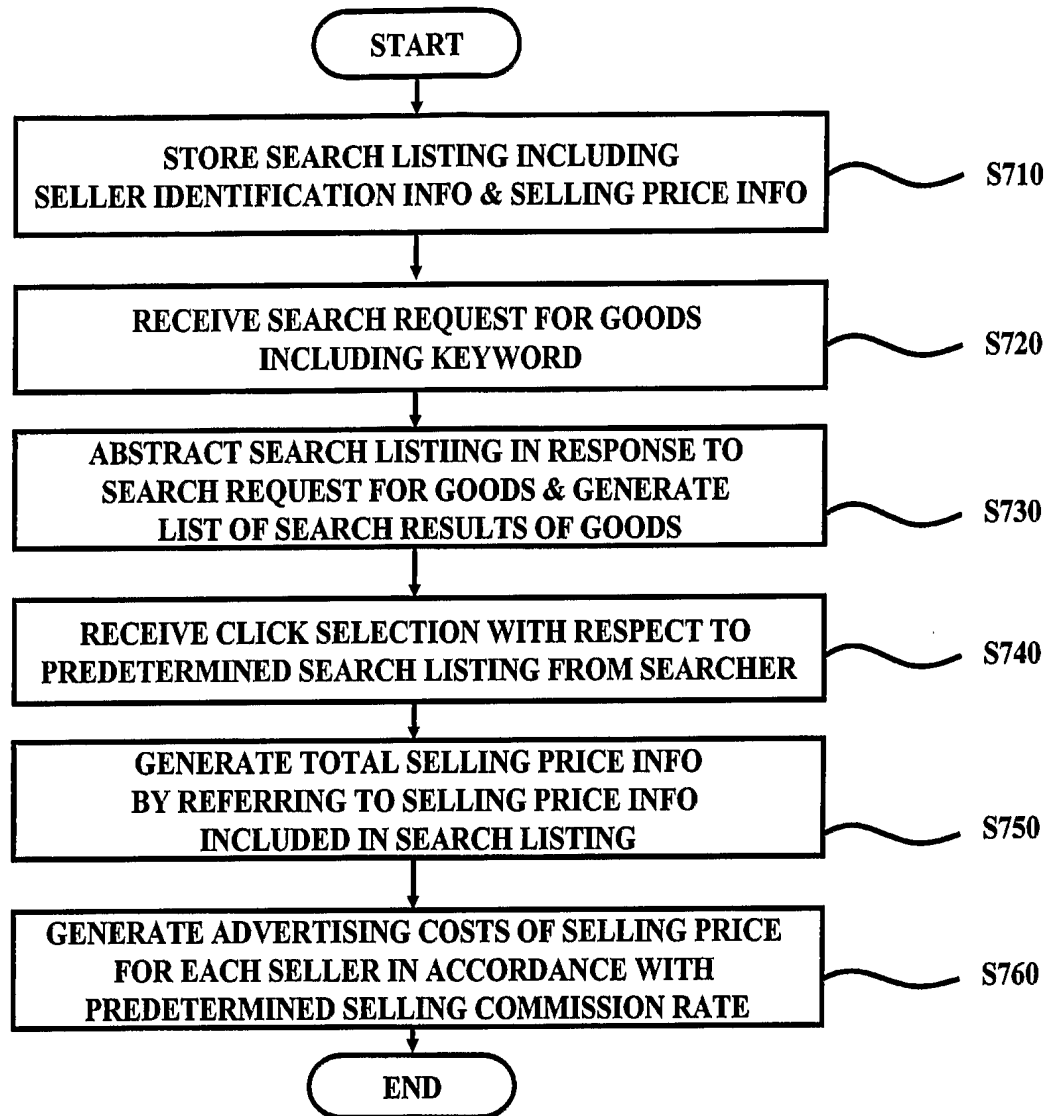 START
STORE SEARCH LISTING INCLUDING
SELLER IDENTIFICATION INFO & SELLING PRICE INFO
S710
RECEIVE SEARCH REQUEST FOR GOODS
INCLUDING KEYWORD
S720
ABSTRACT SEARCH LISTIING IN RESPONSE TO
SEARCH REQUEST FOR GOODS & GENERATE
LIST OF SEARCH RESULTS OF GOODS
S730
RECEIVE CLICK SELECTION WITH RESPECT TO
PREDETERMINED SEARCH LISTING FROM SEARCHER
S740
GENERATE TOTAL SELLING PRICE INFO
BY REFERRING TO SELLING PRICE INFO
INCLUDED IN SEARCH LISTING
S750
GENERATE ADVERTISING COSTS OF SELLING PRICE
FOR EACH SELLER IN ACCORDANCE WITH
PREDETERMINED SELLING COMMISSION RATE
S760
END